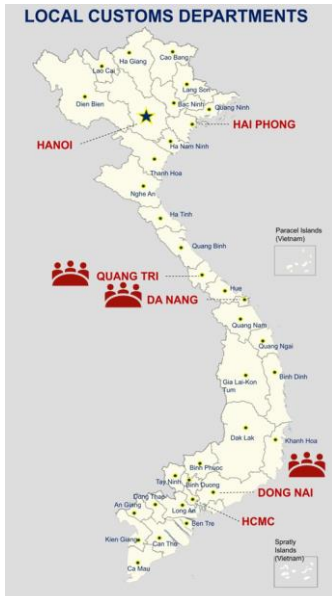 LOCAL CUSTOMS DEPARTMENTS
Ha Giang
Cao Bang
Lao Cai
Lang Son
Dien Bien
Bac Ninh
Quang Ninh
HAI PHONG
HANOI
Ha Nam Ninh
Thanh Hoa
Nghe An
Ha Tinh
Paracel Islands
(Vietnam)
Quang Binh
QUANG TRI
Hue
DA NANG
Quang Nam
Quang Ngai
Gia Lai-Kon
Tum
Binh Dinh
Dak Lak
Khanh Hoa
Binh Phuoc
Tay Ninh
Binh Duong
DONG NAI
Dong Thap
An Giang
Long An
HCMC
Ben Tre
Kien Giang
Can Tho
Spratly
Islands
(Vietnam)
Ca Mau